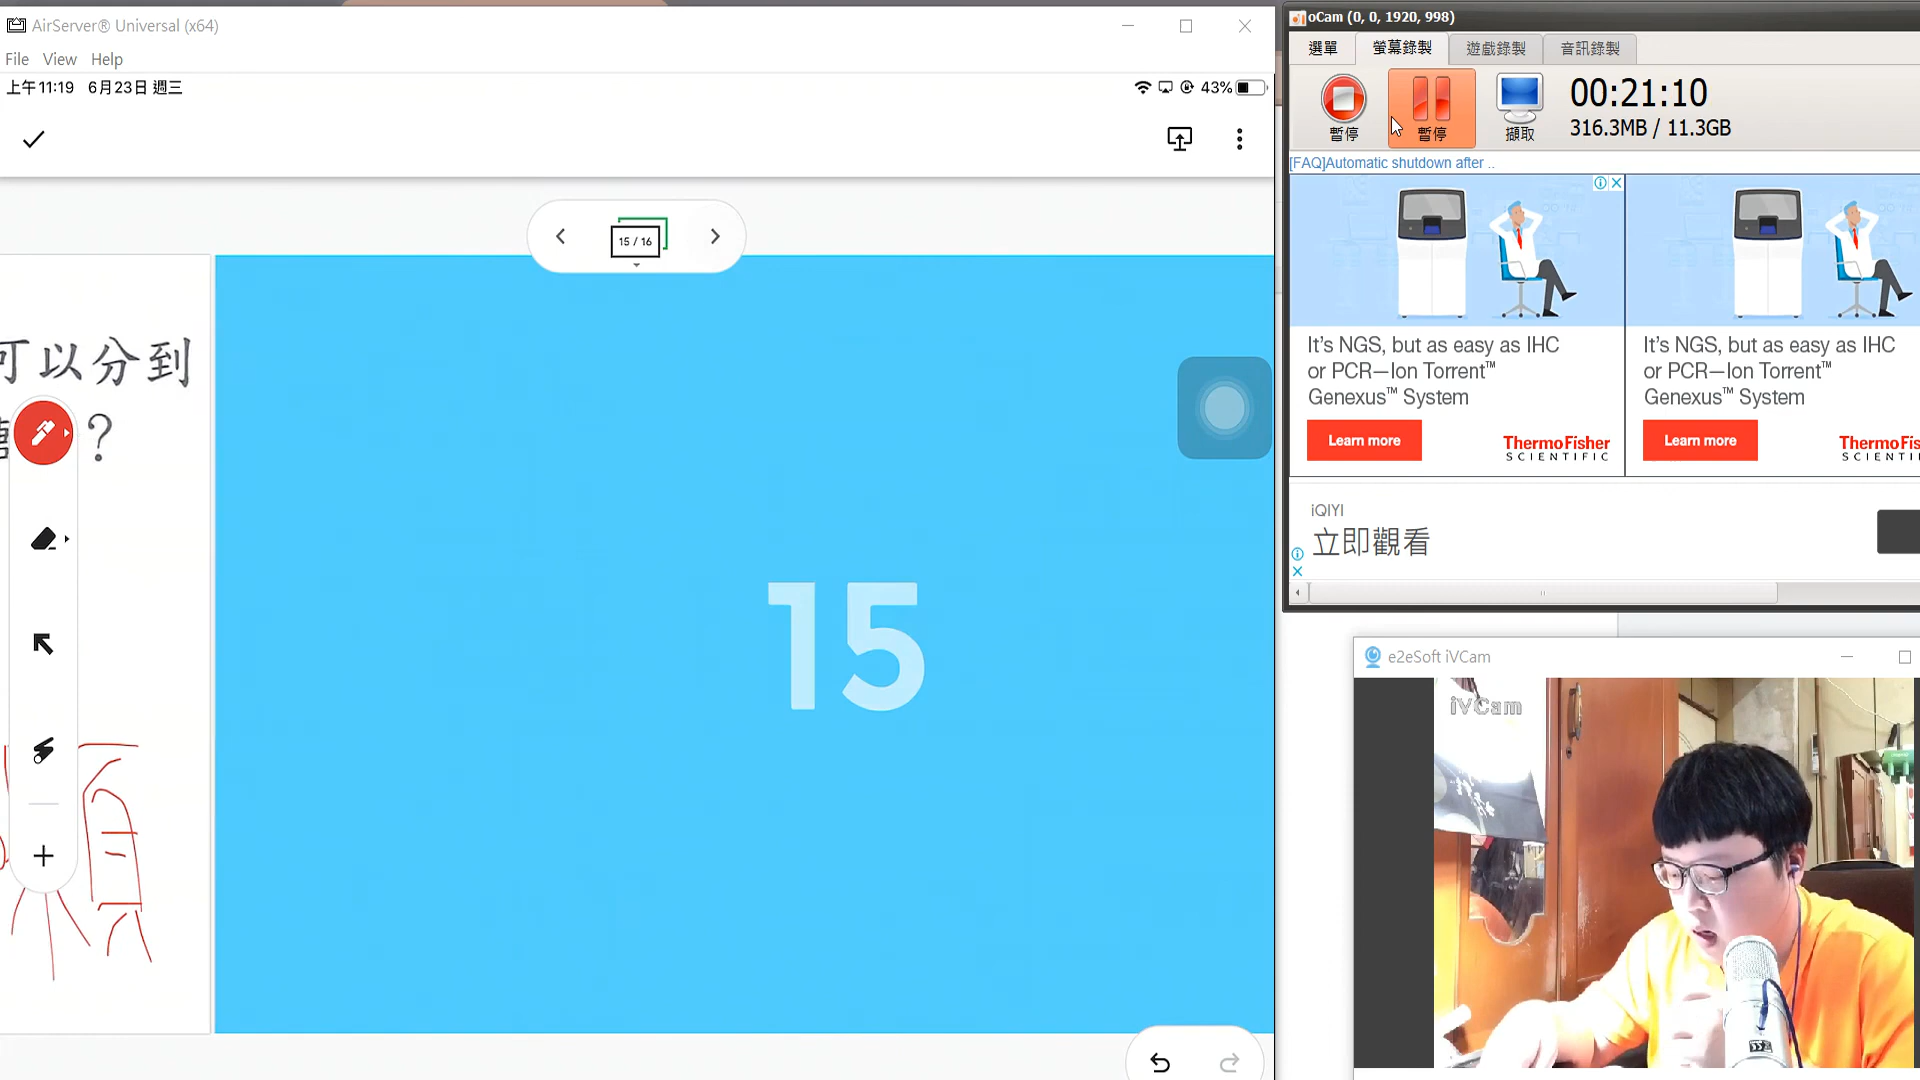 AirServer® Universal (x64)
File View Help
上午11:19 6月23日 週三
43%
15 / 16
可以分到
?
15
oCam (0, 0, 1920, 998)
選單 螢幕錄製 遊戲錄製 音訊錄製
暫停 暫停 擷取
00:21:10
316.3MB / 11.3GB
[FAQ]Automatic shutdown after ..
It's NGS, but as easy as IHC
or PCR—Ion Torrent™
Genexus™ System
Learn more
ThermoFisher
SCIENTIFIC
It's NGS, but as easy as IHC
or PCR—Ion Torrent™
Genexus™ System
Learn more
ThermoFis
SCIENTI
iQIYI
立即觀看
e2eSoft iVCam
iVCam